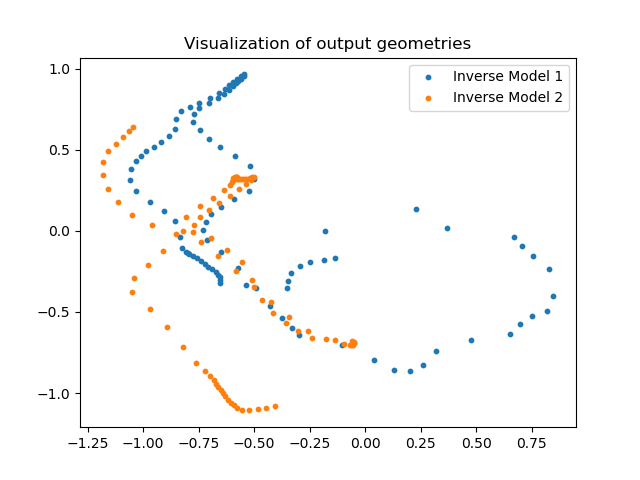 Visualization of output geometries
Inverse Model 1
Inverse Model 2
1.0
0.5
0.0
−0.5
−1.0
−1.25 −1.00 −0.75 −0.50 −0.25 0.00 0.25 0.50 0.75